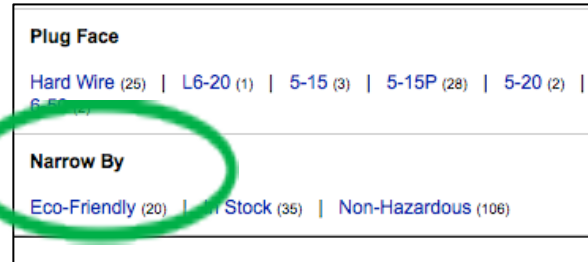 Plug Face
Hard Wire (25) | L6-20 (1) | 5-15 (3) | 5-15P (28) | 5-20 (2) |
Narrow By
Eco-Friendly (20) | In Stock (35) | Non-Hazardous (106)